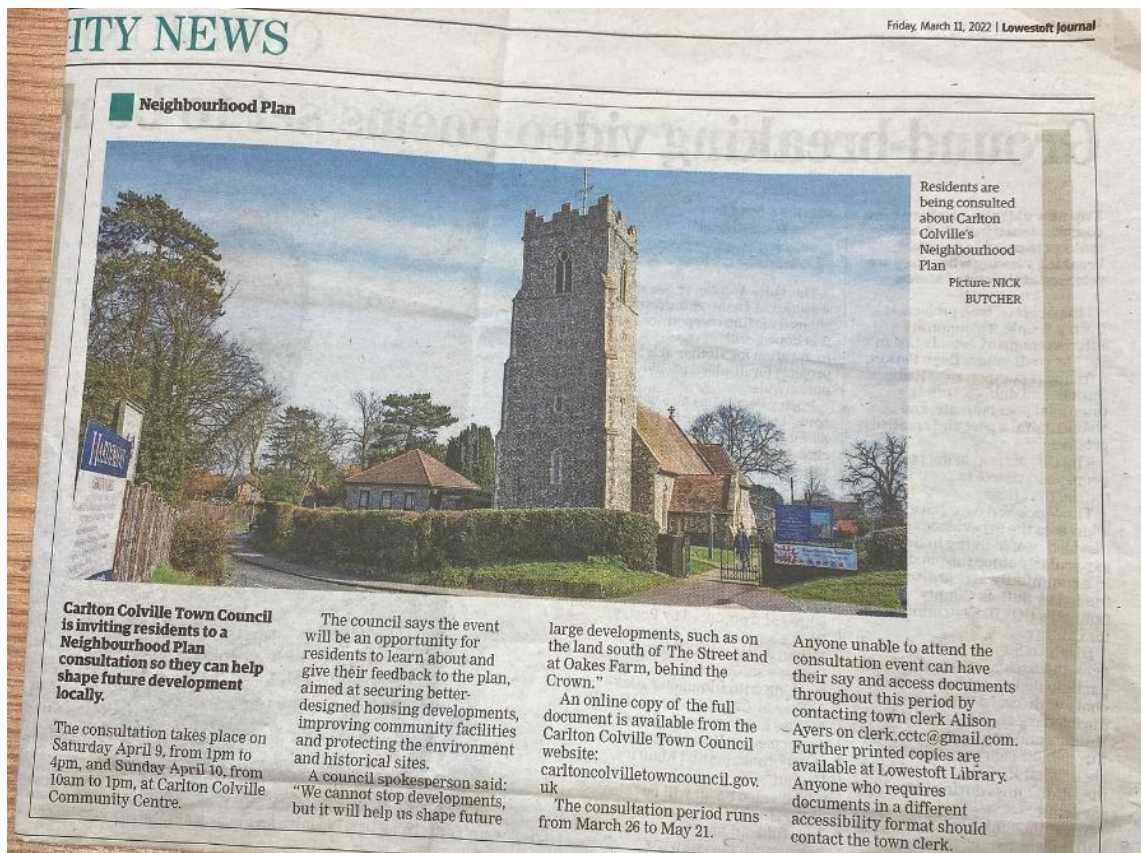 ITY NEWS
Friday, March 11, 2022 | Lowestoft Journal
Neighbourhood Plan
Residents are
being consulted
about Carlton
Colville's
Neighbourhood
Plan
Picture: NICK
BUTCHER
Carlton Colville Town Council
is inviting residents to a
Neighbourhood Plan
consultation so they can help
shape future development
locally.
The consultation takes place on
Saturday April 9, from 1pm to
4pm, and Sunday April 10, from
10am to 1pm, at Carlton Colville
Community Centre.
The council says the event
will be an opportunity for
residents to learn about and
give their feedback to the plan,
aimed at securing better-
designed housing developments,
improving community facilities
and protecting the environment
and historical sites.
A council spokesperson said:
“We cannot stop developments,
but it will help us shape future
large developments, such as on
the land south of The Street and
at Oakes Farm, behind the
Crown.”
An online copy of the full
document is available from the
Carlton Colville Town Council
website:
carltoncolvilletowncouncil.gov.
uk
The consultation period runs
from March 26 to May 21.
Anyone unable to attend the
consultation event can have
their say and access documents
throughout this period by
contacting town clerk Alison
Ayers on clerk.cctc@gmail.com.
Further printed copies are
available at Lowestoft Library.
Anyone who requires
documents in a different
accessibility format should
contact the town clerk.